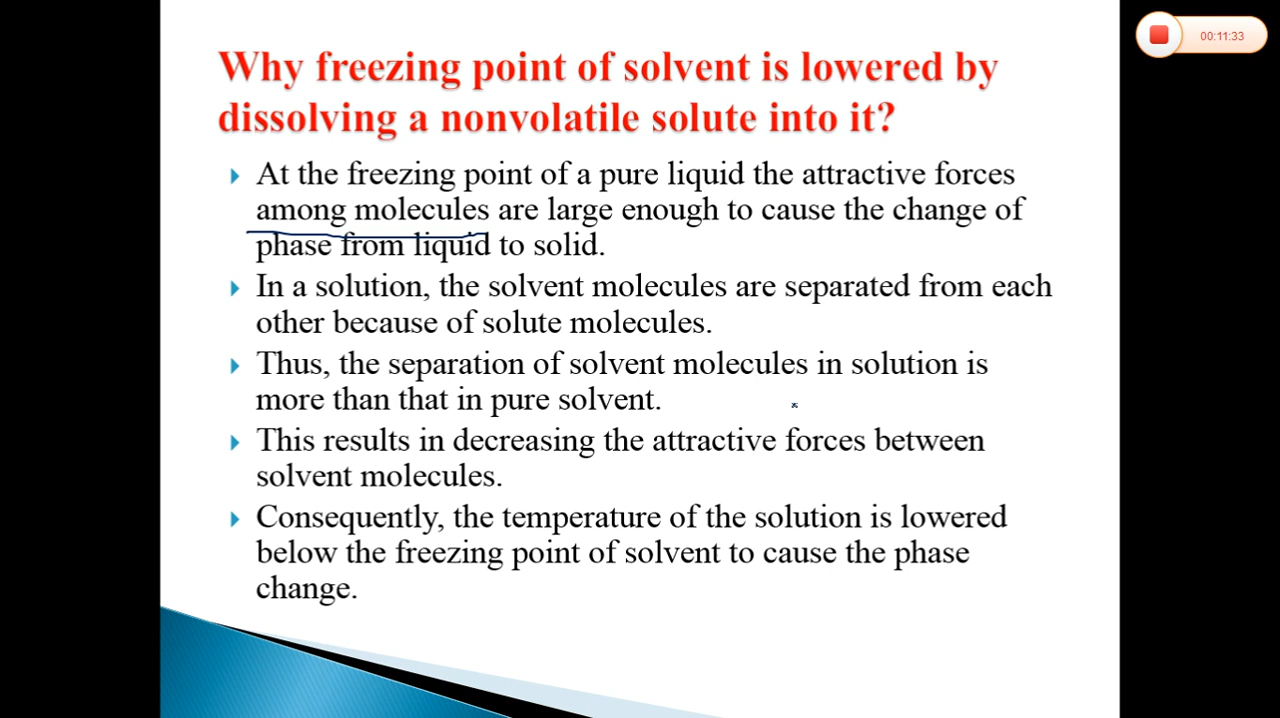 00:11:33
Why freezing point of solvent is lowered by
dissolving a nonvolatile solute into it?
At the freezing point of a pure liquid the attractive forces
among molecules are large enough to cause the change of
phase from liquid to solid.
In a solution, the solvent molecules are separated from each
other because of solute molecules.
Thus, the separation of solvent molecules in solution is
more than that in pure solvent.
This results in decreasing the attractive forces between
solvent molecules.
Consequently, the temperature of the solution is lowered
below the freezing point of solvent to cause the phase
change.